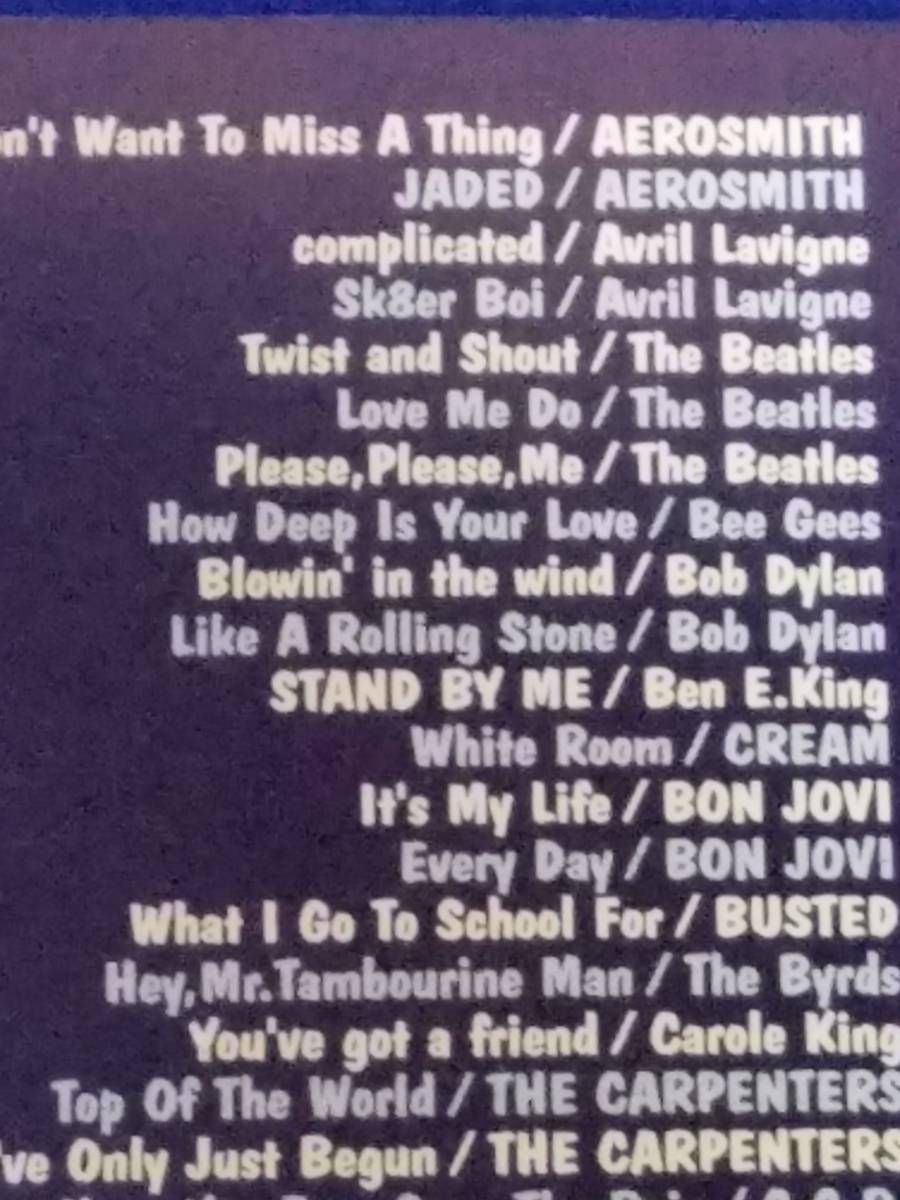 n't Want To Miss A Thing / AEROSMITH
JADED / AEROSMITH
complicated / Avril Lavigne
Sk8er Boi / Avril Lavigne
Twist and Shout / The Beatles
Love Me Do / The Beatles
Please,Please,Me / The Beatles
How Deep Is Your Love / Bee Gees
Blowin' in the wind / Bob Dylan
Like A Rolling Stone / Bob Dylan
STAND BY ME / Ben E.King
White Room / CREAM
It's My Life / BON JOVI
Every Day / BON JOVI
What I Go To School For / BUSTED
Hey,Mr.Tambourine Man / The Byrds
You've got a friend / Carole King
Top Of The World / THE CARPENTERS
've Only Just Begun / THE CARPENTERS